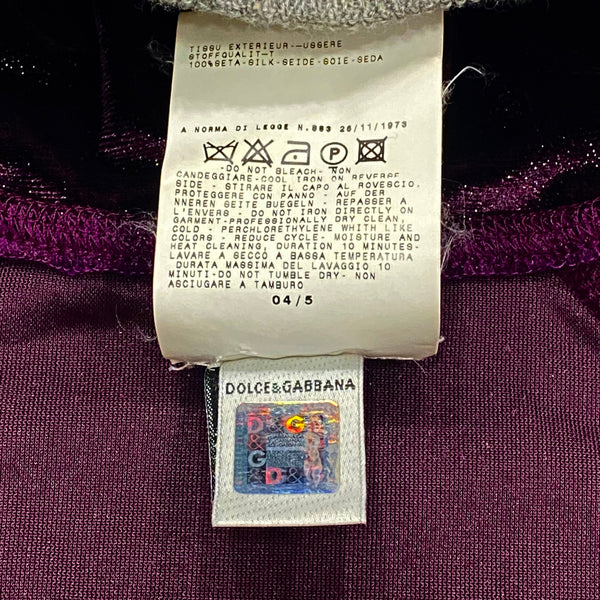 TISSU EXTERIEUR--USSERE
STOFFQUALIT-T
100%SETA-SILK-SEIDE-SOIE-SEDA
A NORMA DI LEGGE N.883 26/11/1973
P
-DO NOT BLEACH- NON
CANDEGGIARE-COOL IRON ON REVERSE
SIDE - STIRARE IL CAPO AL ROVESCIO,
PROTEGGERE CON PANNO - AUF DER
NNEREN SEITE BUEGELN - REPASSER A
L'ENVERS - DO NOT IRON DIRECTLY ON
GARMENT-PROFESSIONALLY DRY CLEAN,
COLD - PERCHLORETHYLENE WHITH LIKE
COLORS - REDUCE CYCLE- MOISTURE AND
HEAT CLEANING, DURATION 10 MINUTES-
LAVARE A SECCO A BASSA TEMPERATURA
DURATA MASSIMA DEL LAVAGGIO 10
MINUTI-DO NOT TUMBLE DRY- NON
ASCIUGARE A TAMBURO
04/5
DOLCE&GABBANA
D&G
&
G
&D&G